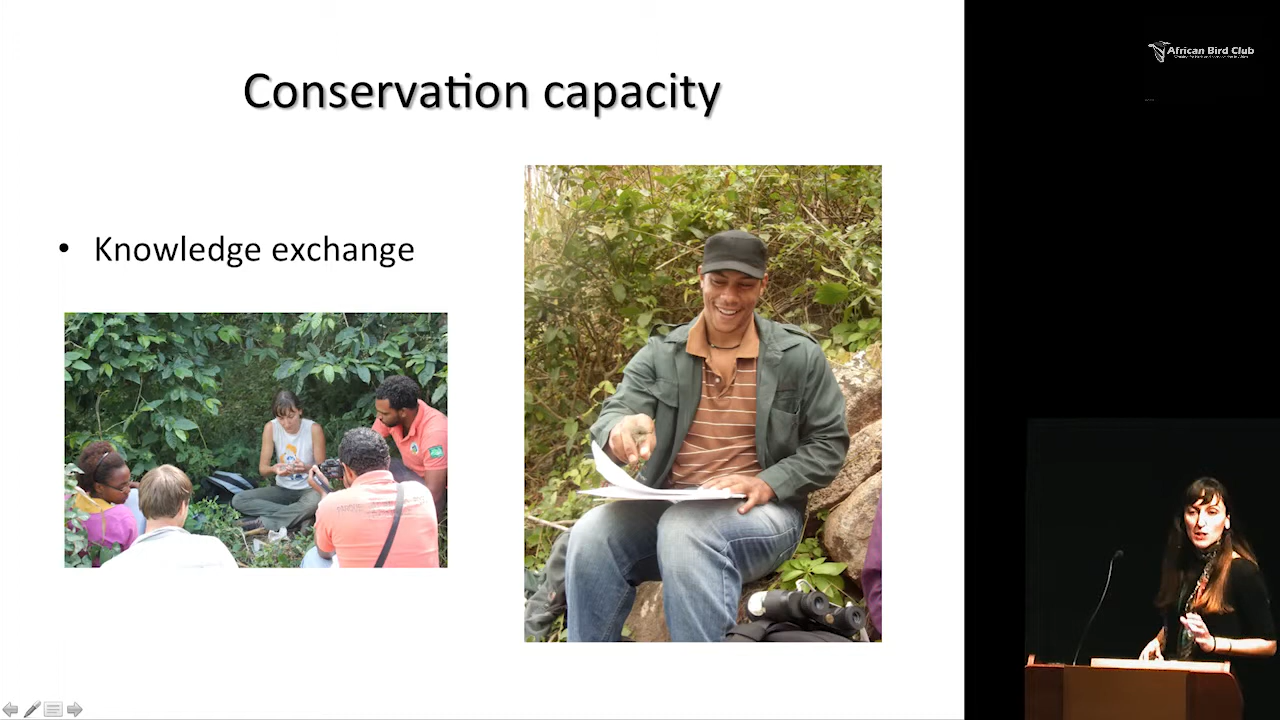 Conservation capacity
• Knowledge exchange
African Bird Club